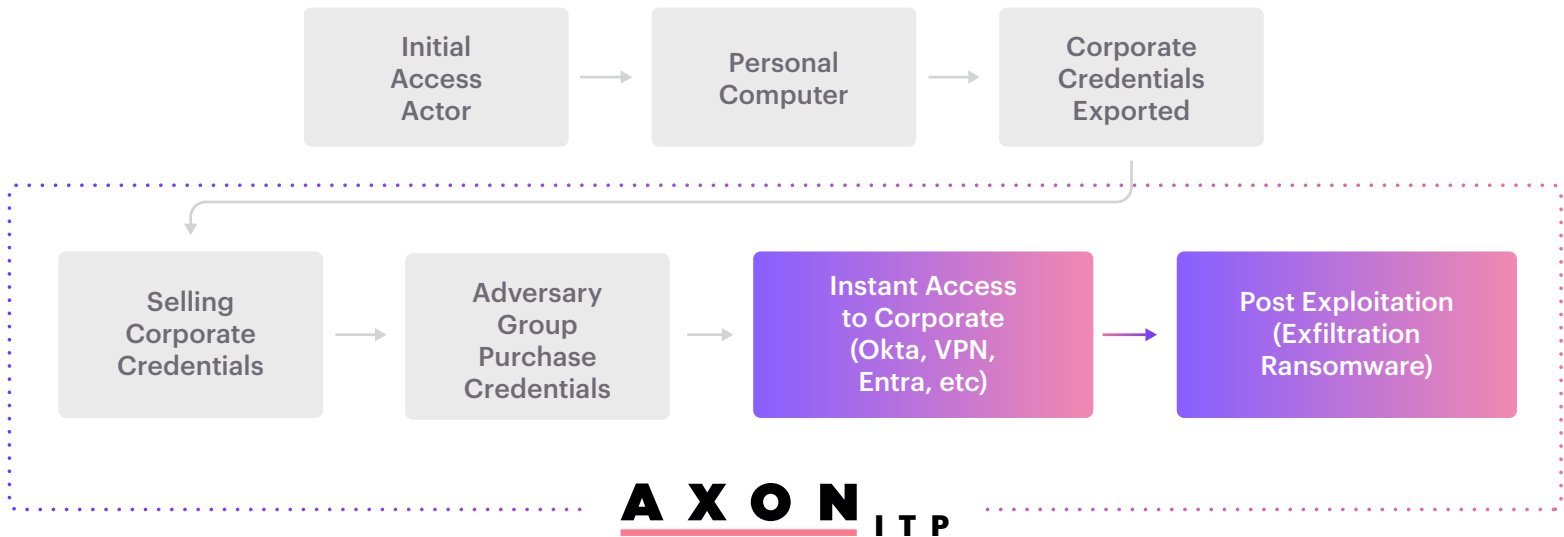 Initial
Access
Actor
Personal
Computer
Corporate
Credentials
Exported
Selling
Corporate
Credentials
Adversary
Group
Purchase
Credentials
Instant Access
to Corporate
(Okta, VPN,
Entra, etc)
Post Exploitation
(Exfiltration
Ransomware)
AXON ITP